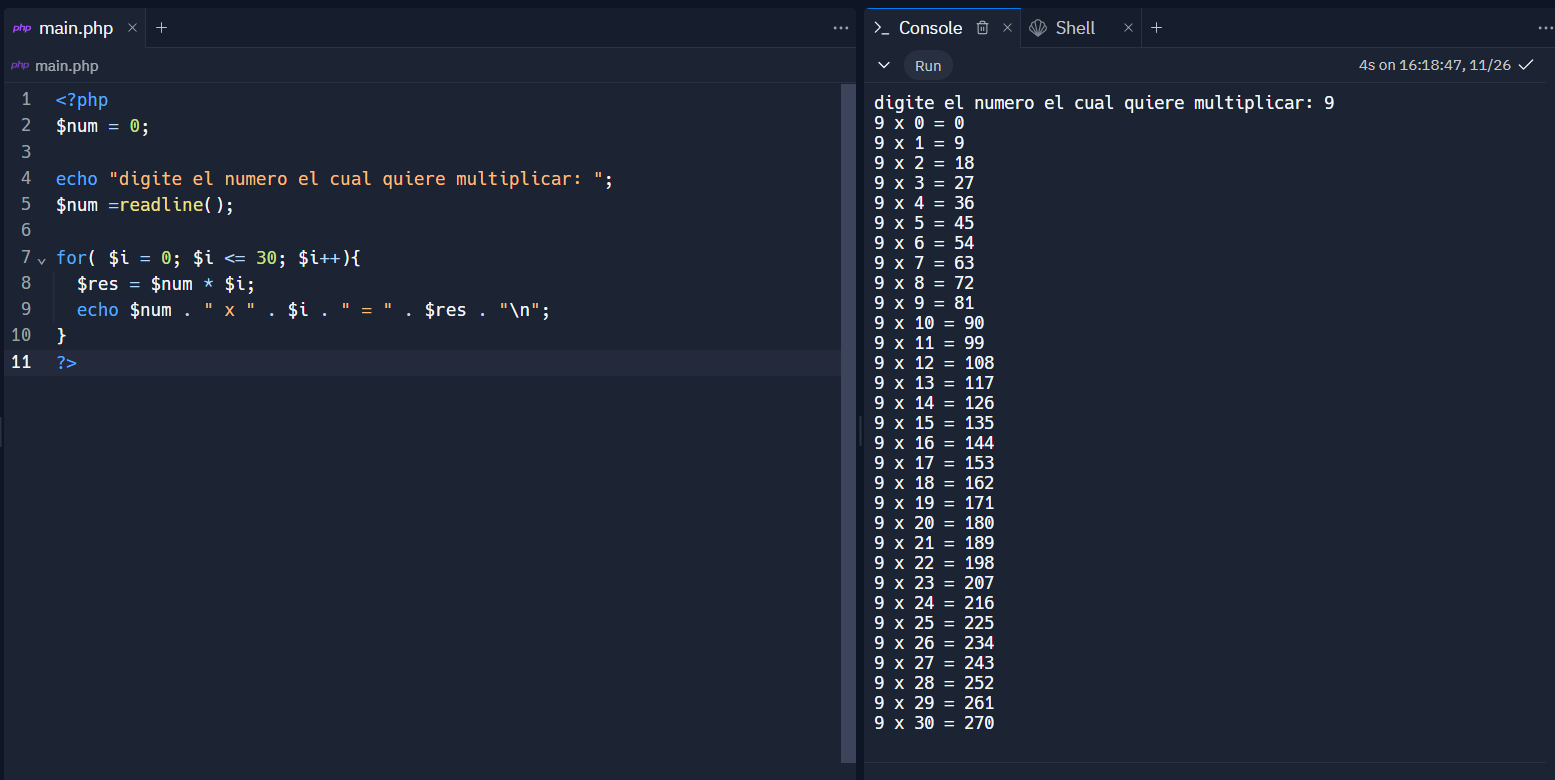 php main.php × +
php main.php
1 <?php
2 $num = 0;
3
4 echo "digite el numero el cual quiere multiplicar: ";
5 $num =readline();
6
7 for( $i = 0; $i <= 30; $i++){
8 $res = $num * $i;
9 echo $num . " x " . $i . " = " . $res . "\n";
10 }
11 ?>
>_ Console × Shell × +
Run 4s on 16:18:47, 11/26
digite el numero el cual quiere multiplicar: 9
9 x 0 = 0
9 x 1 = 9
9 x 2 = 18
9 x 3 = 27
9 x 4 = 36
9 x 5 = 45
9 x 6 = 54
9 x 7 = 63
9 x 8 = 72
9 x 9 = 81
9 x 10 = 90
9 x 11 = 99
9 x 12 = 108
9 x 13 = 117
9 x 14 = 126
9 x 15 = 135
9 x 16 = 144
9 x 17 = 153
9 x 18 = 162
9 x 19 = 171
9 x 20 = 180
9 x 21 = 189
9 x 22 = 198
9 x 23 = 207
9 x 24 = 216
9 x 25 = 225
9 x 26 = 234
9 x 27 = 243
9 x 28 = 252
9 x 29 = 261
9 x 30 = 270